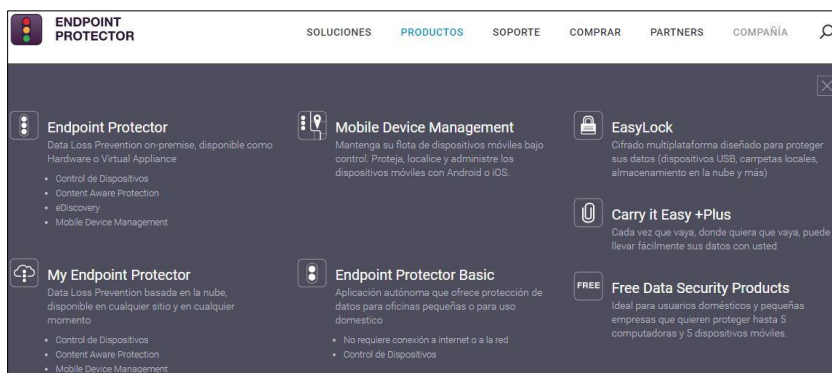 ENDPOINT
PROTECTOR
SOLUCIONES PRODUCTOS SOPORTE COMPRAR PARTNERS COMPAÑÍA
Endpoint Protector
Data Loss Prevention on-premise, disponible como
Hardware o Virtual Appliance
• Control de Dispositivos
• Content Aware Protection
• eDiscovery
• Mobile Device Management
Mobile Device Management
Mantenga su flota de dispositivos móviles bajo
control. Proteja, localice y administre los
dispositivos móviles con Android o iOS.
EasyLock
Cifrado multiplataforma diseñado para proteger
sus datos (dispositivos USB, carrpetas locales,
almacenamiento en la nube y más)
Carry it Easy +Plus
Cada vez que vaya, donde quiera que vaya, puede
llevar fácilmente sus datos con usted
My Endpoint Protector
Data Loss Prevention basada en la nube,
disponible en cualquier sitio y en cualquier
momento
• Control de Dispositivos
• Content Aware Protection
• Mobile Device Management
Endpoint Protector Basic
Aplicación autónoma que ofrece protección de
datos para oficinas pequeñas o para uso
domestico
• No requiere conexión a internet o a la red
• Control de Dispositivos
FREE
Free Data Security Products
Ideal para usuarios domésticos y pequeñas
empresas que quieren proteger hasta 5
computadoras y 5 dispositivos móviles.